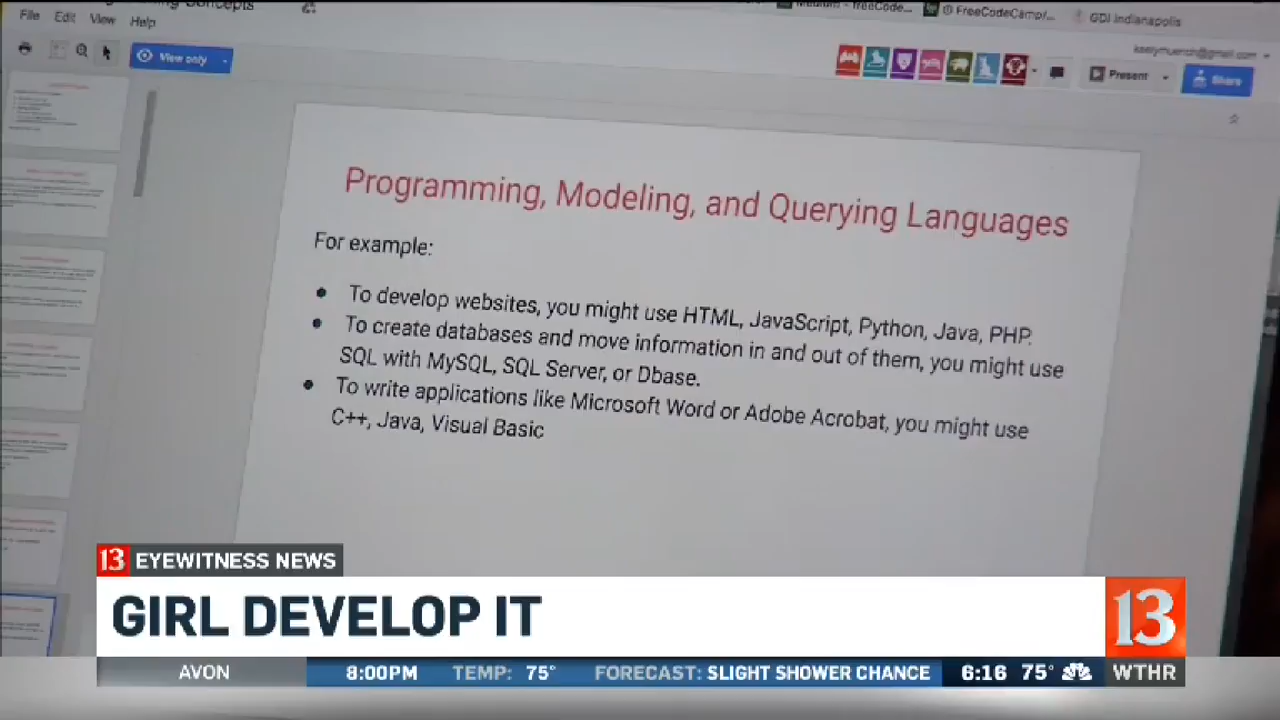 Concepts
File Edit View Help
Medium - freeCode...
FreeCodeCamp/...
GDI Indianapolis
View only
Present
Share
Programming, Modeling, and Querying Languages
For example:
● To develop websites, you might use HTML, JavaScript, Python, Java, PHP.
● To create databases and move information in and out of them, you might use
SQL with MySQL, SQL Server, or Dbase.
● To write applications like Microsoft Word or Adobe Acrobat, you might use
C++, Java, Visual Basic
13 EYEWITNESS NEWS
GIRL DEVELOP IT
13
AVON 8:00PM TEMP: 75° FORECAST: SLIGHT SHOWER CHANCE 6:16 75° WTHR